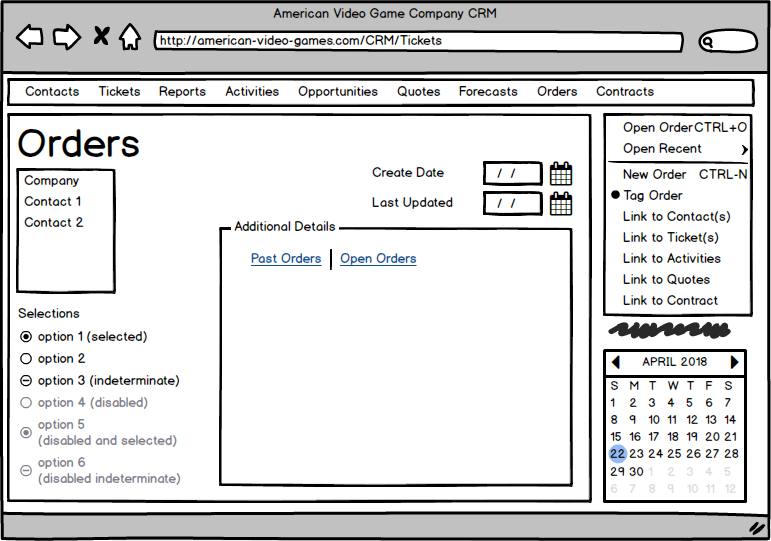 American Video Game Company CRM
http://american-video-games.com/CRM/Tickets
Contacts Tickets Reports Activities Opportunities Quotes Forecasts Orders Contracts
Orders
Company
Contact 1
Contact 2
Create Date / /
Last Updated / /
Additional Details
Past Orders Open Orders
Selections
option 1 (selected)
option 2
option 3 (indeterminate)
option 4 (disabled)
option 5
(disabled and selected)
option 6
(disabled indeterminate)
Open Order CTRL+O
Open Recent
New Order CTRL-N
Tag Order
Link to Contact(s)
Link to Ticket(s)
Link to Activities
Link to Quotes
Link to Contract
APRIL 2018
S M T W T F S
1 2 3 4 5 6 7
8 9 10 11 12 13 14
15 16 17 18 19 20 21
22 23 24 25 26 27 28
29 30 1 2 3 4 5
6 7 8 9 10 11 12